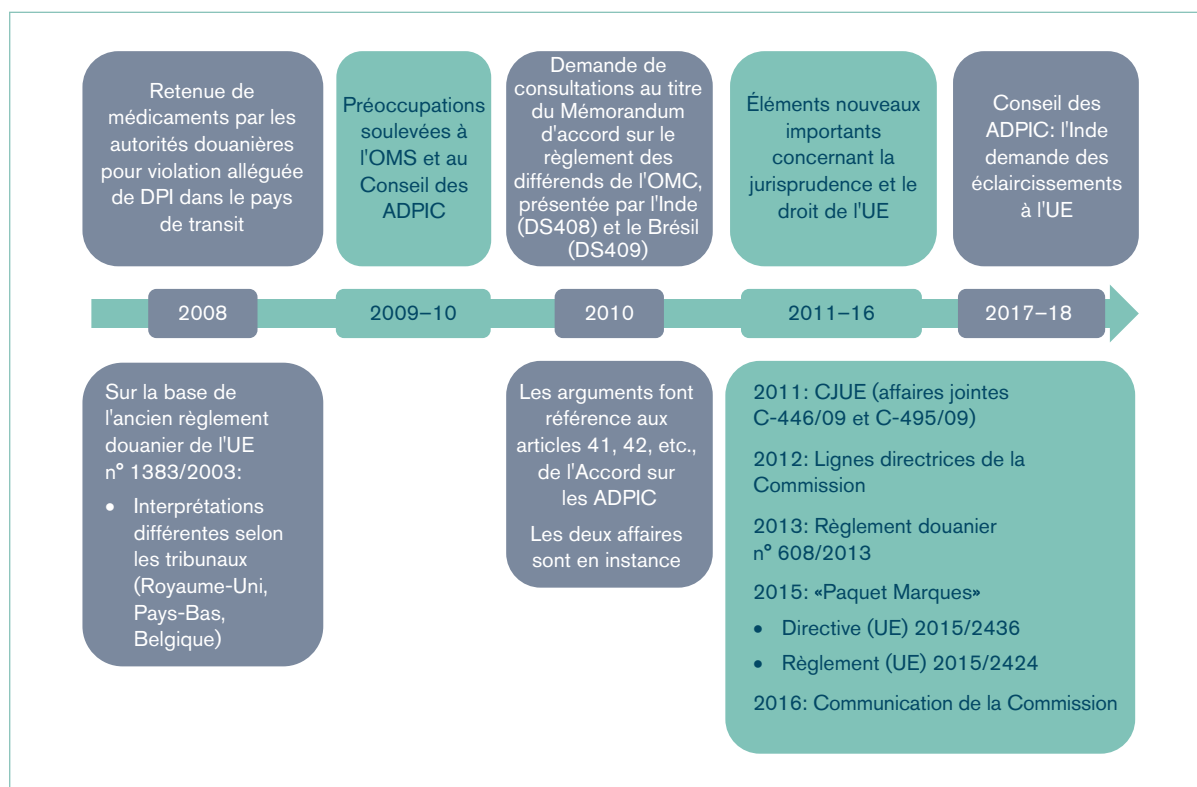 Retenue de
médicaments par les
autorités douanières
pour violation alléguée
de DPI dans le pays
de transit
Préoccupations
soulevées à
l'OMS et au
Conseil des
ADPIC
Demande de
consultations au titre
du Mémorandum
d'accord sur le
règlement des
différends de l'OMC,
présentée par l'Inde
(DS408) et le Brésil
(DS409)
Éléments nouveaux
importants
concernant la
jurisprudence et le
droit de l'UE
Conseil des
ADPIC: l'Inde
demande des
éclaircissements
à l'UE
2008
2009–10
2010
2011–16
2017–18
Sur la base de
l'ancien règlement
douanier de l'UE
n° 1383/2003:
• Interprétations
différentes selon
les tribunaux
(Royaume-Uni,
Pays-Bas,
Belgique)
Les arguments font
référence aux
articles 41, 42, etc.,
de l'Accord sur
les ADPIC
Les deux affaires
sont en instance
2011: CJUE (affaires jointes
C-446/09 et C-495/09)
2012: Lignes directrices de la
Commission
2013: Règlement douanier
n° 608/2013
2015: «Paquet Marques»
• Directive (UE) 2015/2436
• Règlement (UE) 2015/2424
2016: Communication de la Commission